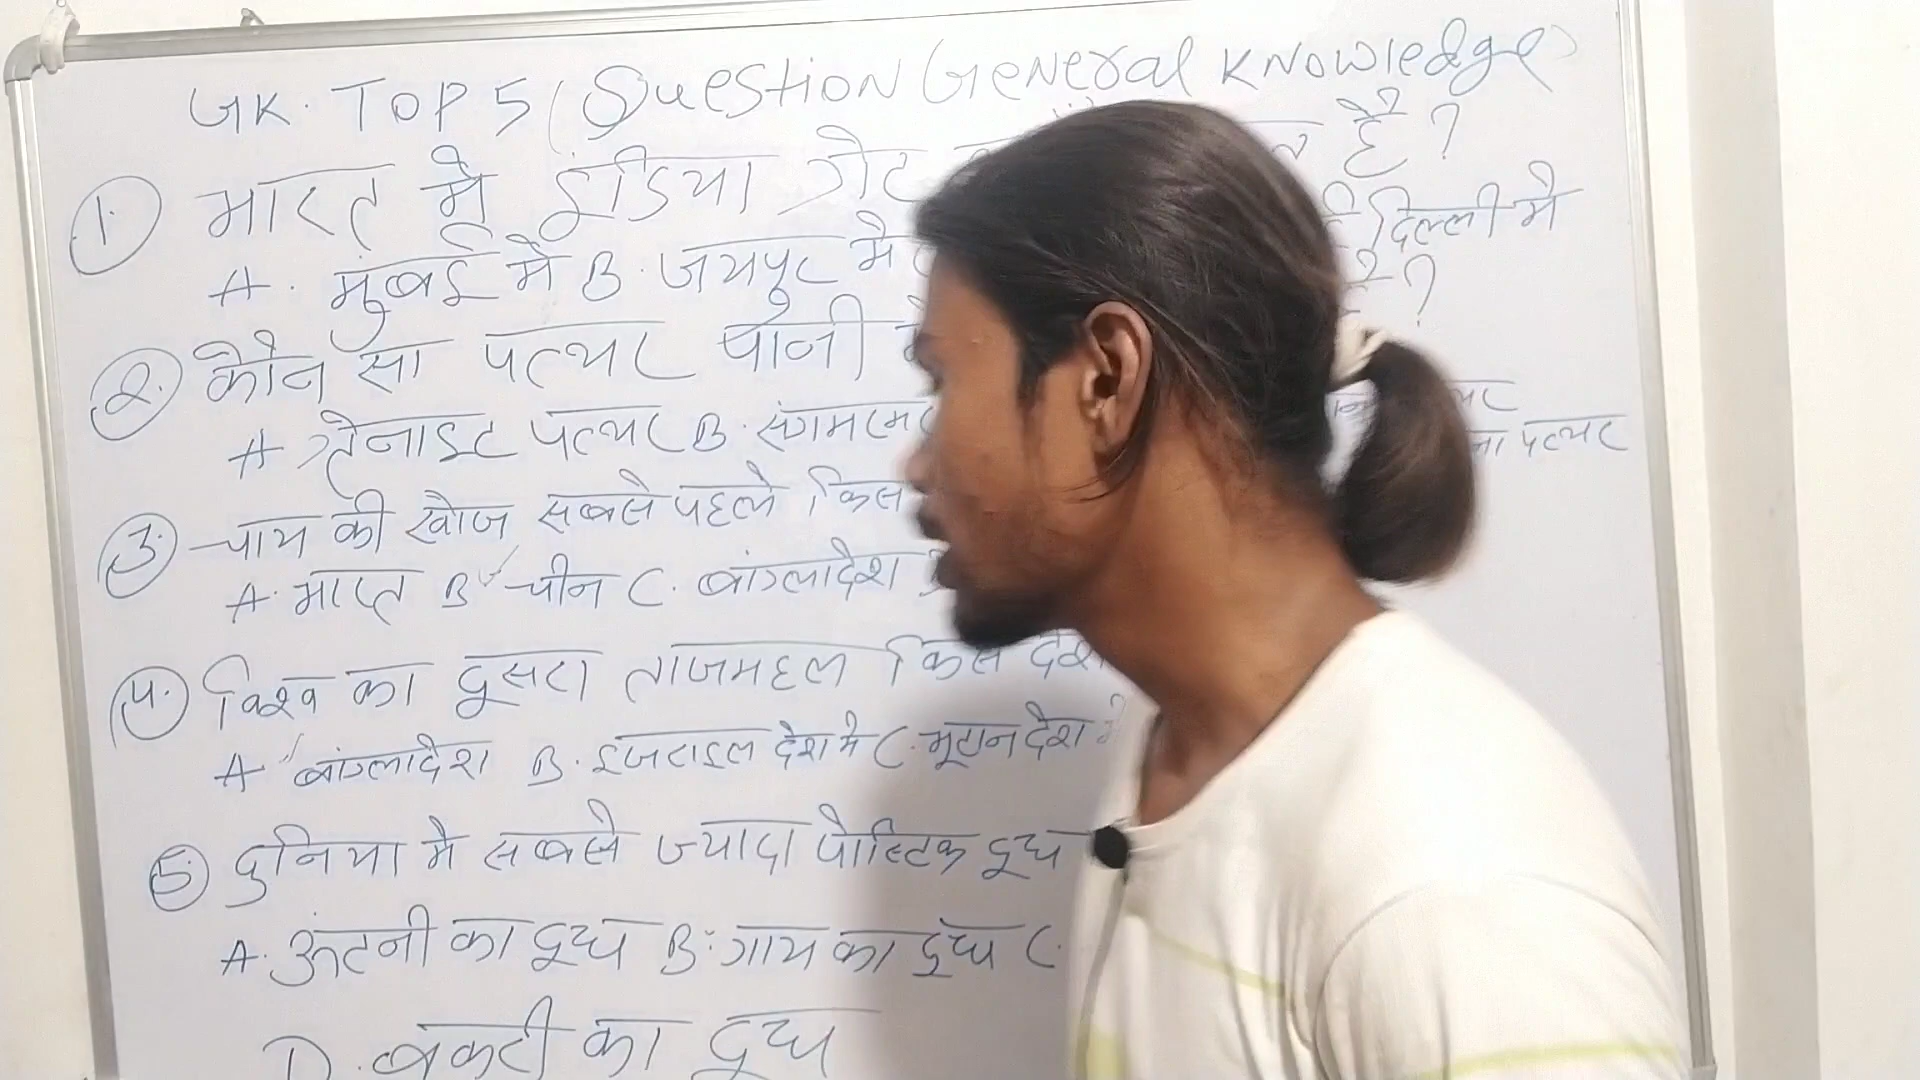 GK. TOP 5 (Question General Knowledge)
1. भारत में इंडिया गेट है ?
A. मुंबई में B. जयपुर में दिल्ली में
2. कौन सा पत्थर पानी ?
A ग्रेनाइट पत्थर B. संगमरमर पत्थर
3. चाय की खोज सबसे पहले किस
A. भारत B चीन C. बांग्लादेश
4. विश्व का दूसरा ताजमहल किस देश
A बांग्लादेश B. इजराइल देश में C. भूटान देश में
5. दुनिया में सबसे ज्यादा पोस्टिक दूध
A. ऊंटनी का दूध B. गाय का दूध C.
D. बकरी का दूध